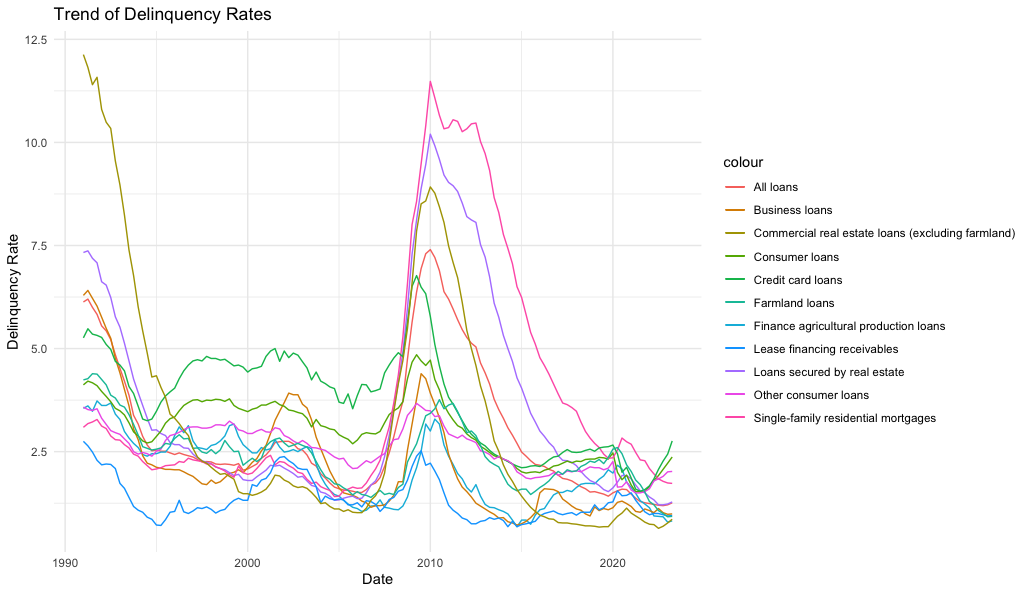 Trend of Delinquency Rates
12.5
10.0
7.5
5.0
2.5
Delinquency Rate
1990
2000
2010
2020
Date
colour
All loans
Business loans
Commercial real estate loans (excluding farmland)
Consumer loans
Credit card loans
Farmland loans
Finance agricultural production loans
Lease financing receivables
Loans secured by real estate
Other consumer loans
Single-family residential mortgages